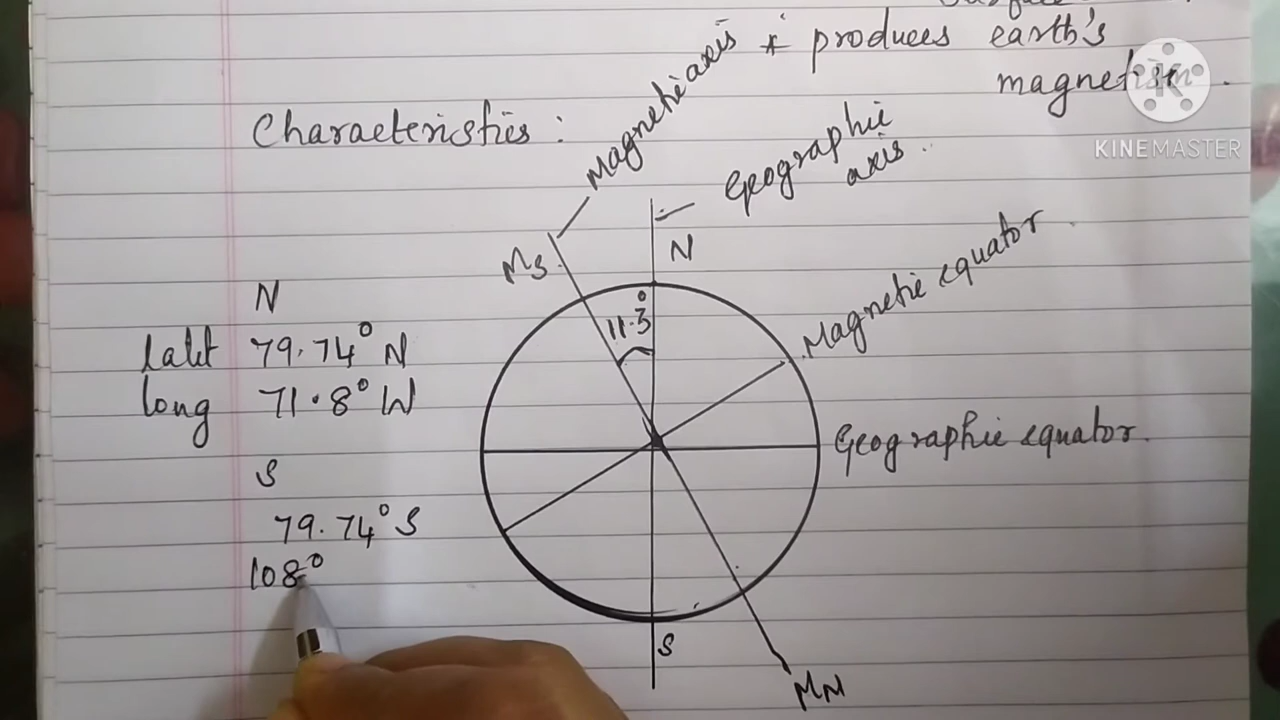 surface
* produces earth's
magnetism.
KINEMASTER
Characteristics :
Magnetic axis
Geographic
axis.
Ms
N
11.3°
Magnetic equator.
N
Latit 79.74° N
long 71.8° W
Geographic equator.
S
79.74° S
108°
S
MN